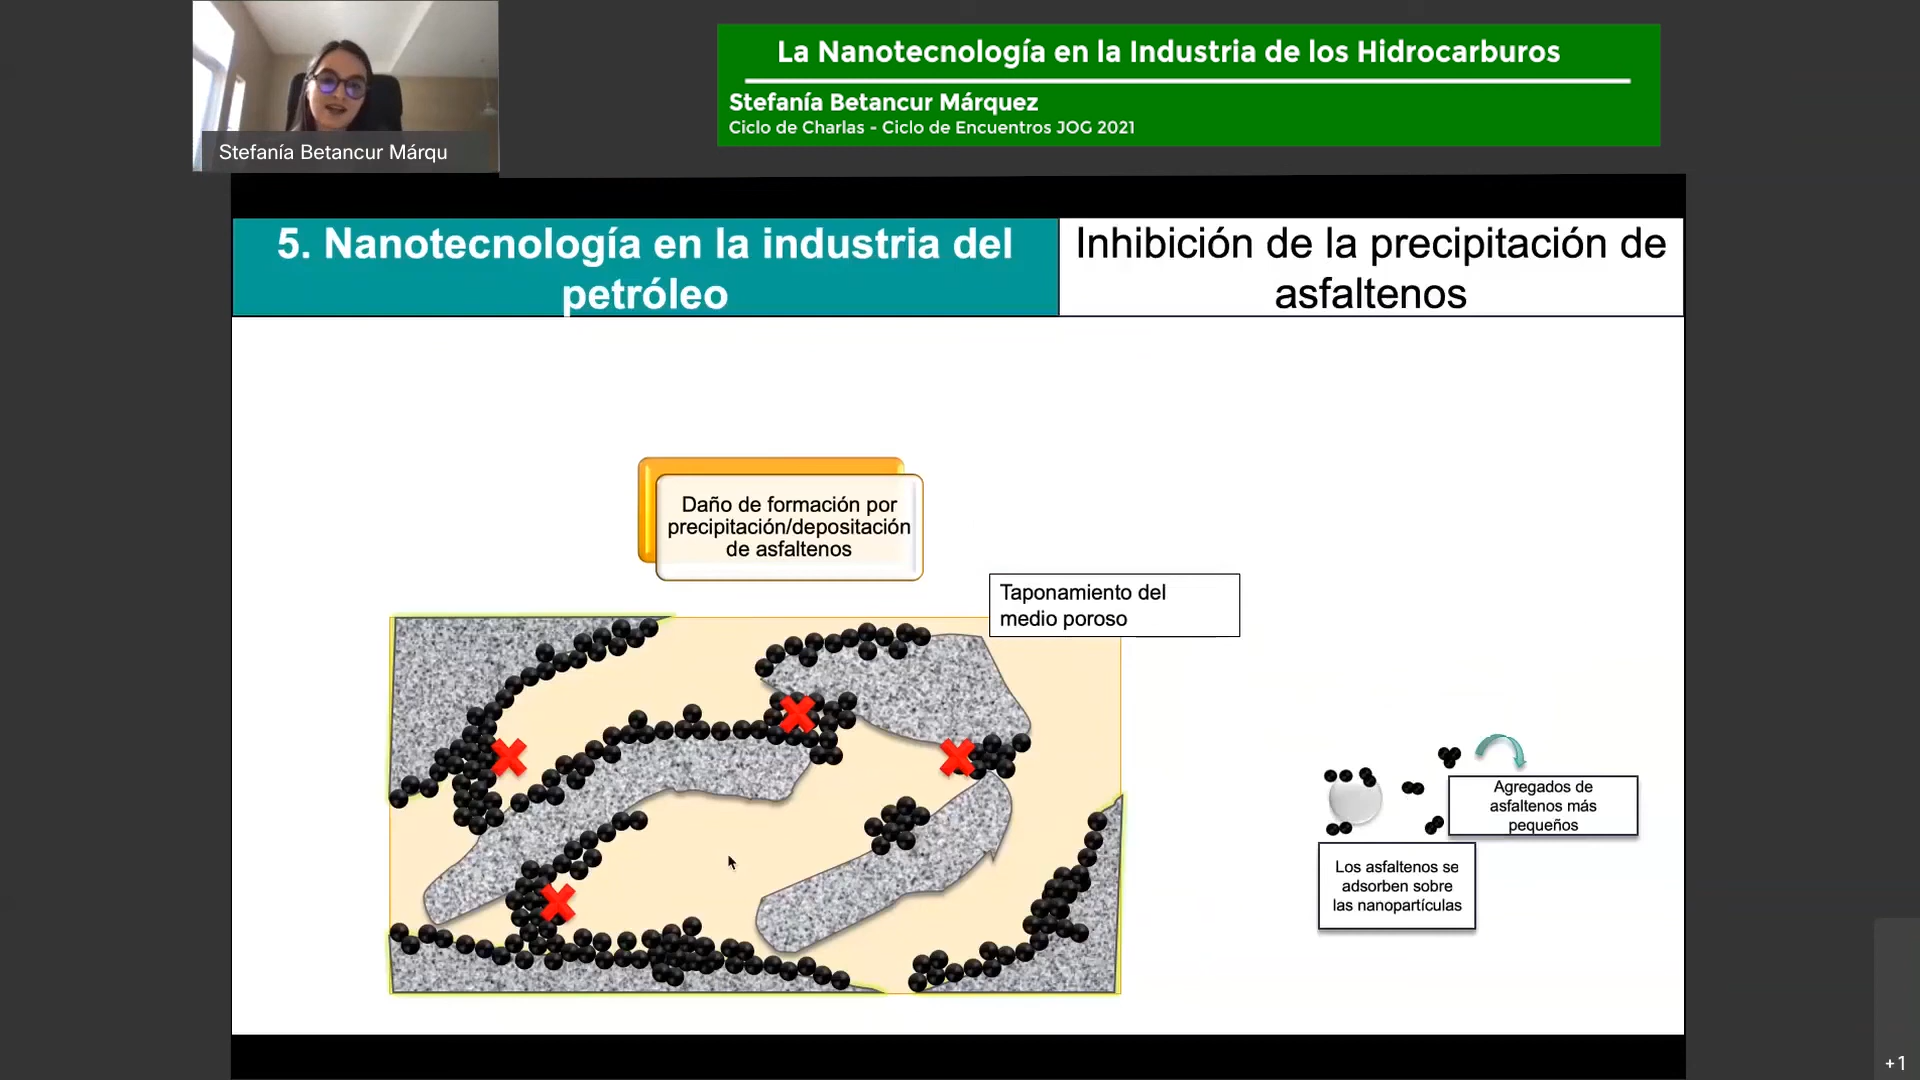 La Nanotecnología en la Industria de los Hidrocarburos
Stefanía Betancur Márquez
Ciclo de Charlas - Ciclo de Encuentros JOG 2021
Stefanía Betancur Márqu
5. Nanotecnología en la industria del
petróleo
Inhibición de la precipitación de
asfaltenos
Daño de formación por
precipitación/depositación
de asfaltenos
Taponamiento del
medio poroso
Agregados de
asfaltenos más
pequeños
Los asfaltenos se
adsorben sobre
las nanopartículas
+1